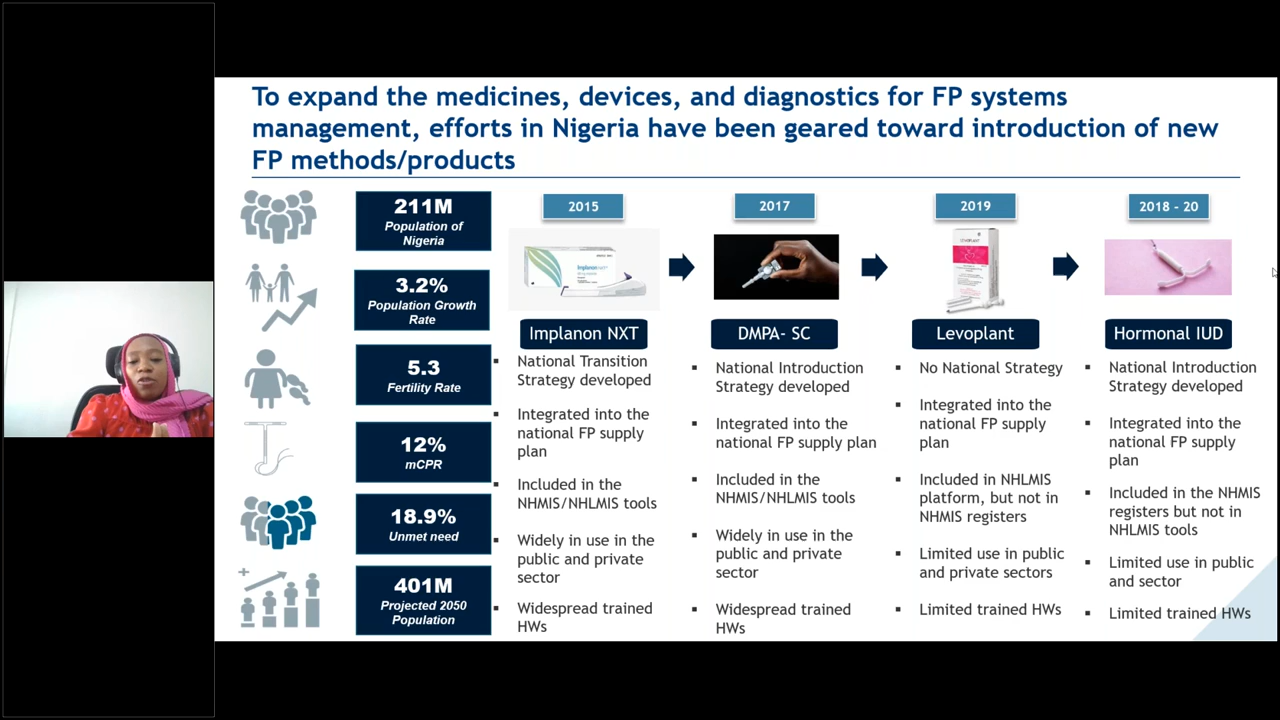 To expand the medicines, devices, and diagnostics for FP systems
management, efforts in Nigeria have been geared toward introduction of new
FP methods/products
211M
Population of
Nigeria
3.2%
Population Growth
Rate
5.3
Fertility Rate
12%
mCPR
18.9%
Unmet need
401M
Projected 2050
Population
2015
Implanon NXT
▪ National Transition
Strategy developed
▪ Integrated into the
national FP supply
plan
▪ Included in the
NHMIS/NHLMIS tools
▪ Widely in use in the
public and private
sector
▪ Widespread trained
HWs
2017
DMPA- SC
▪ National Introduction
Strategy developed
▪ Integrated into the
national FP supply plan
▪ Included in the
NHMIS/NHLMIS tools
▪ Widely in use in the
public and private
sector
▪ Widespread trained
HWs
2019
Levoplant
▪ No National Strategy
▪ Integrated into the
national FP supply
plan
▪ Included in NHLMIS
platform, but not in
NHMIS registers
▪ Limited use in public
and private sectors
▪ Limited trained HWs
2018 - 20
Hormonal IUD
▪ National Introduction
Strategy developed
▪ Integrated into the
national FP supply
plan
▪ Included in the NHMIS
registers but not in
NHLMIS tools
▪ Limited use in public
and sector
▪ Limited trained HWs